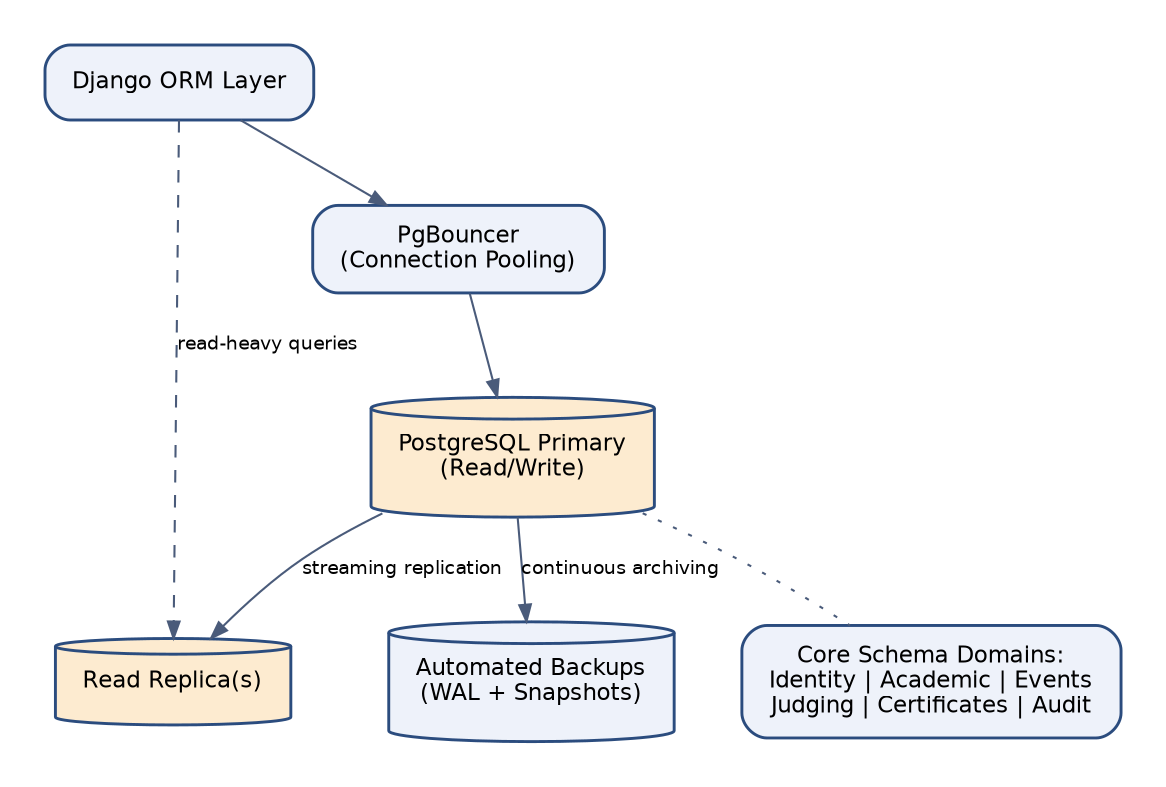 Django ORM Layer
PgBouncer
(Connection Pooling)
read-heavy queries
PostgreSQL Primary
(Read/Write)
streaming replication
continuous archiving
Read Replica(s)
Automated Backups
(WAL + Snapshots)
Core Schema Domains:
Identity | Academic | Events
Judging | Certificates | Audit